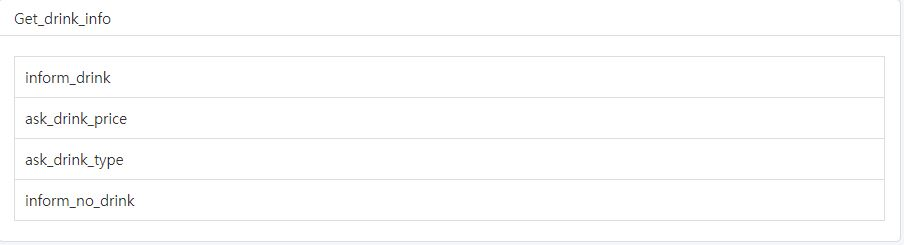 Get_drink_info
inform_drink
ask_drink_price
ask_drink_type
inform_no_drink